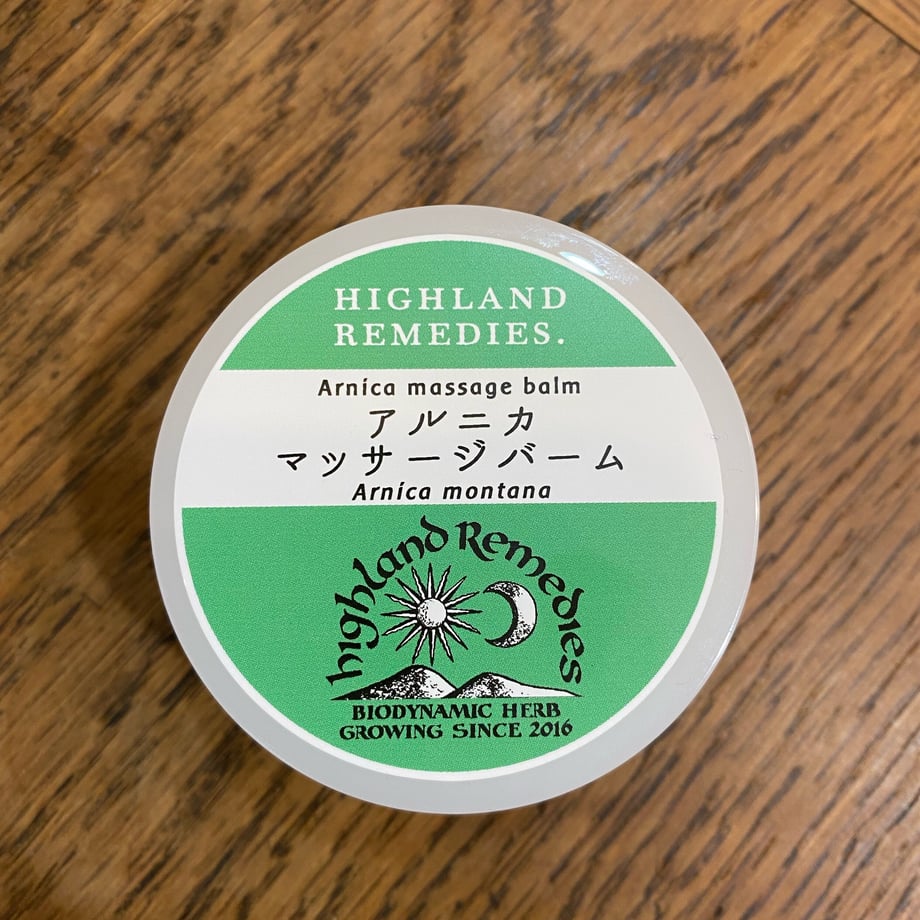 HIGHLAND
REMEDIES.
Arnica massage balm
アルニカ
マッサージバーム
Arnica montana
highland Remedies
BIODYNAMIC HERB
GROWING SINCE 2016